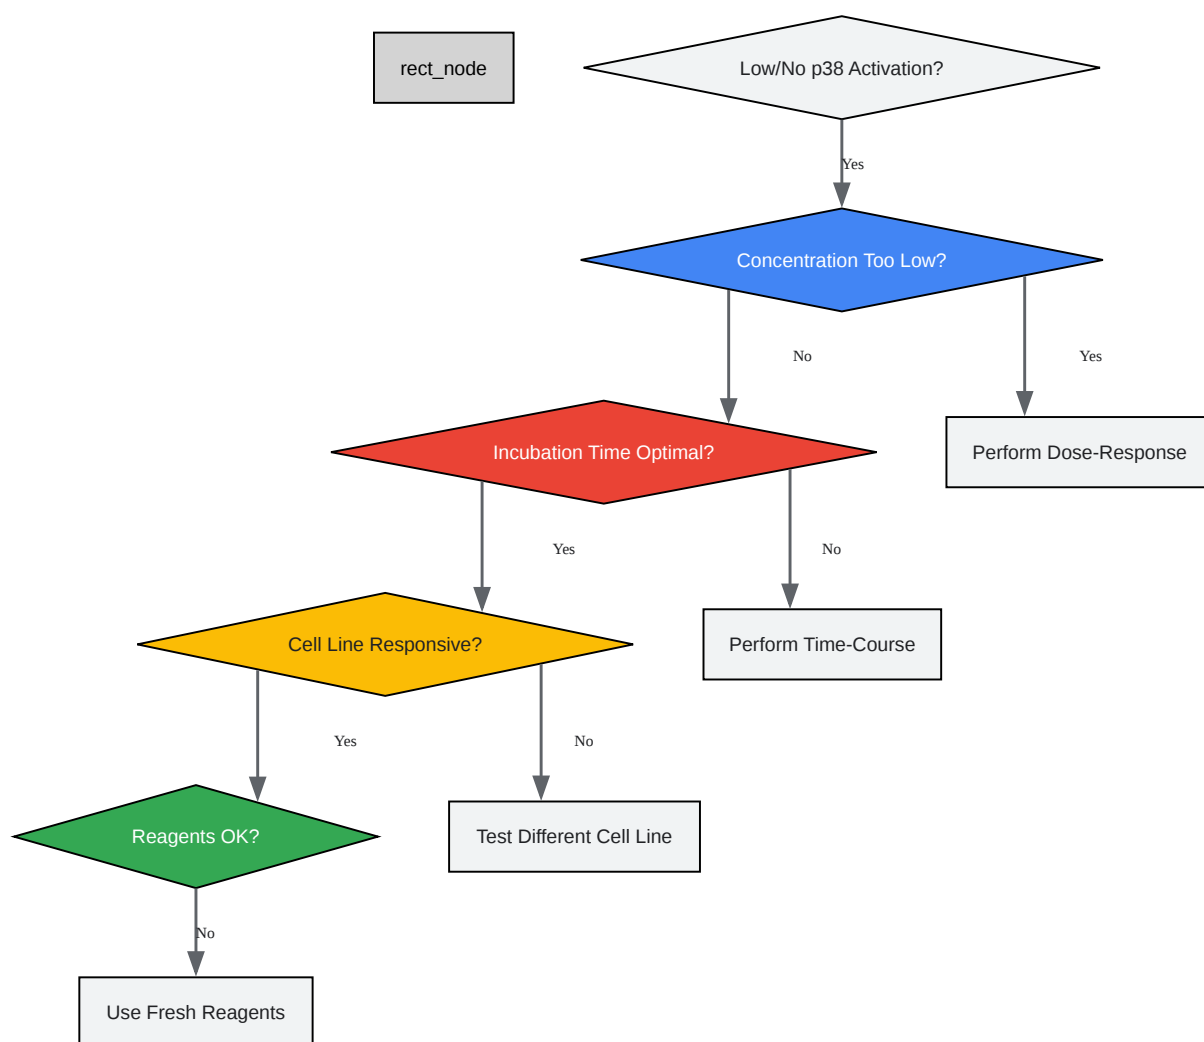 rect_node
Low/No p38 Activation?
Yes
Concentration Too Low?
No
Yes
Incubation Time Optimal?
Perform Dose-Response
Yes
No
Cell Line Responsive?
Perform Time-Course
Yes
No
Reagents OK?
Test Different Cell Line
No
Use Fresh Reagents